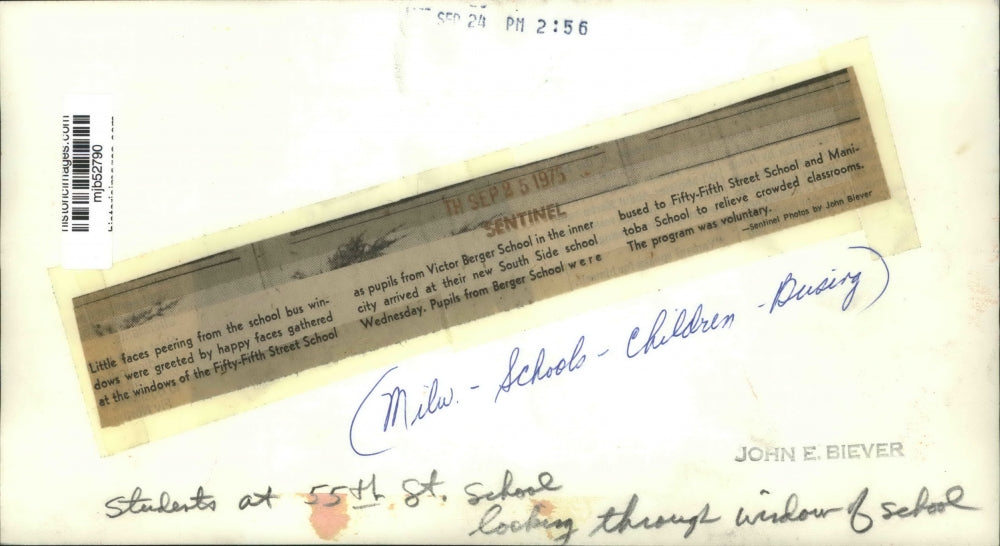 SEP 24 PM 2:56
historicimages.com
mjb52790
TH SEP 25 1975
SENTINEL
Little faces peering from the school bus win-
dows were greeted by happy faces gathered
at the windows of the Fifty-Fifth Street School
as pupils from Victor Berger School in the inner
city arrived at their new South Side school
Wednesday. Pupils from Berger School were
bused to Fifty-Fifth Street School and Mani-
toba School to relieve crowded classrooms.
The program was voluntary.
—Sentinel Photos by John Biever
(Milw. - Schools - Children - Busing)
JOHN E. BIEVER
Students at 55th St. School
looking through window of school